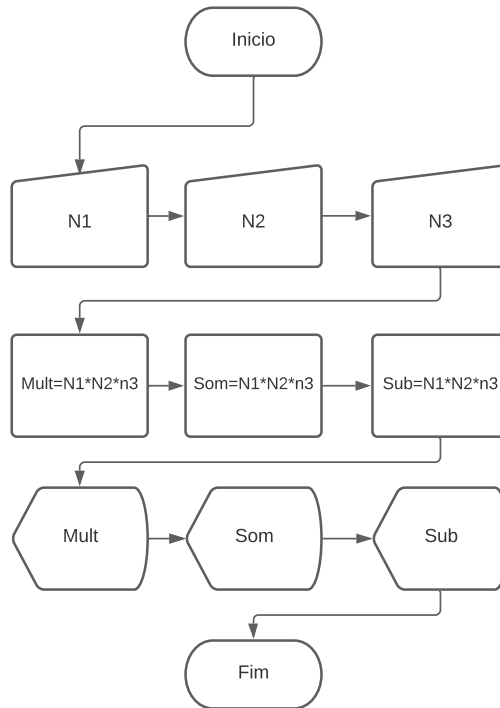 Inicio
N1
N2
N3
Mult=N1*N2*n3
Som=N1*N2*n3
Sub=N1*N2*n3
Mult
Som
Sub
Fim